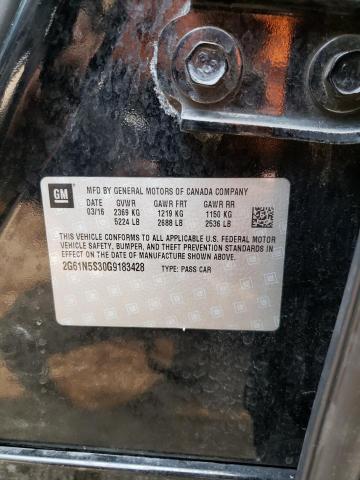 GM
MFD BY GENERAL MOTORS OF CANADA COMPANY
DATE GVWR GAWR FRT GAWR RR
03/16 2369 KG 1219 KG 1150 KG
5224 LB 2688 LB 2536 LB
THIS VEHICLE CONFORMS TO ALL APPLICABLE U.S. FEDERAL MOTOR
VEHICLE SAFETY, BUMPER, AND THEFT PREVENTION STANDARDS IN
EFFECT ON THE DATE OF MANUFACTURE SHOWN ABOVE.
2G61N5S30G9183428 TYPE: PASS CAR